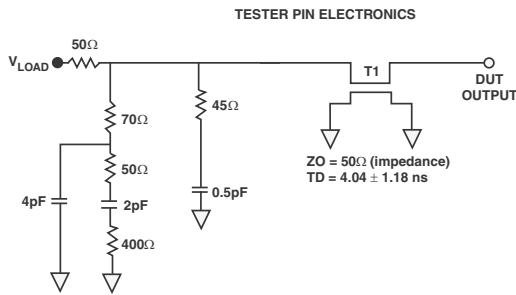 TESTER PIN ELECTRONICS
50Ω
VLOAD
T1
DUT
OUTPUT
70Ω
45Ω
50Ω
ZO = 50Ω (impedance)
TD = 4.04 ± 1.18 ns
4pF
2pF
0.5pF
400Ω